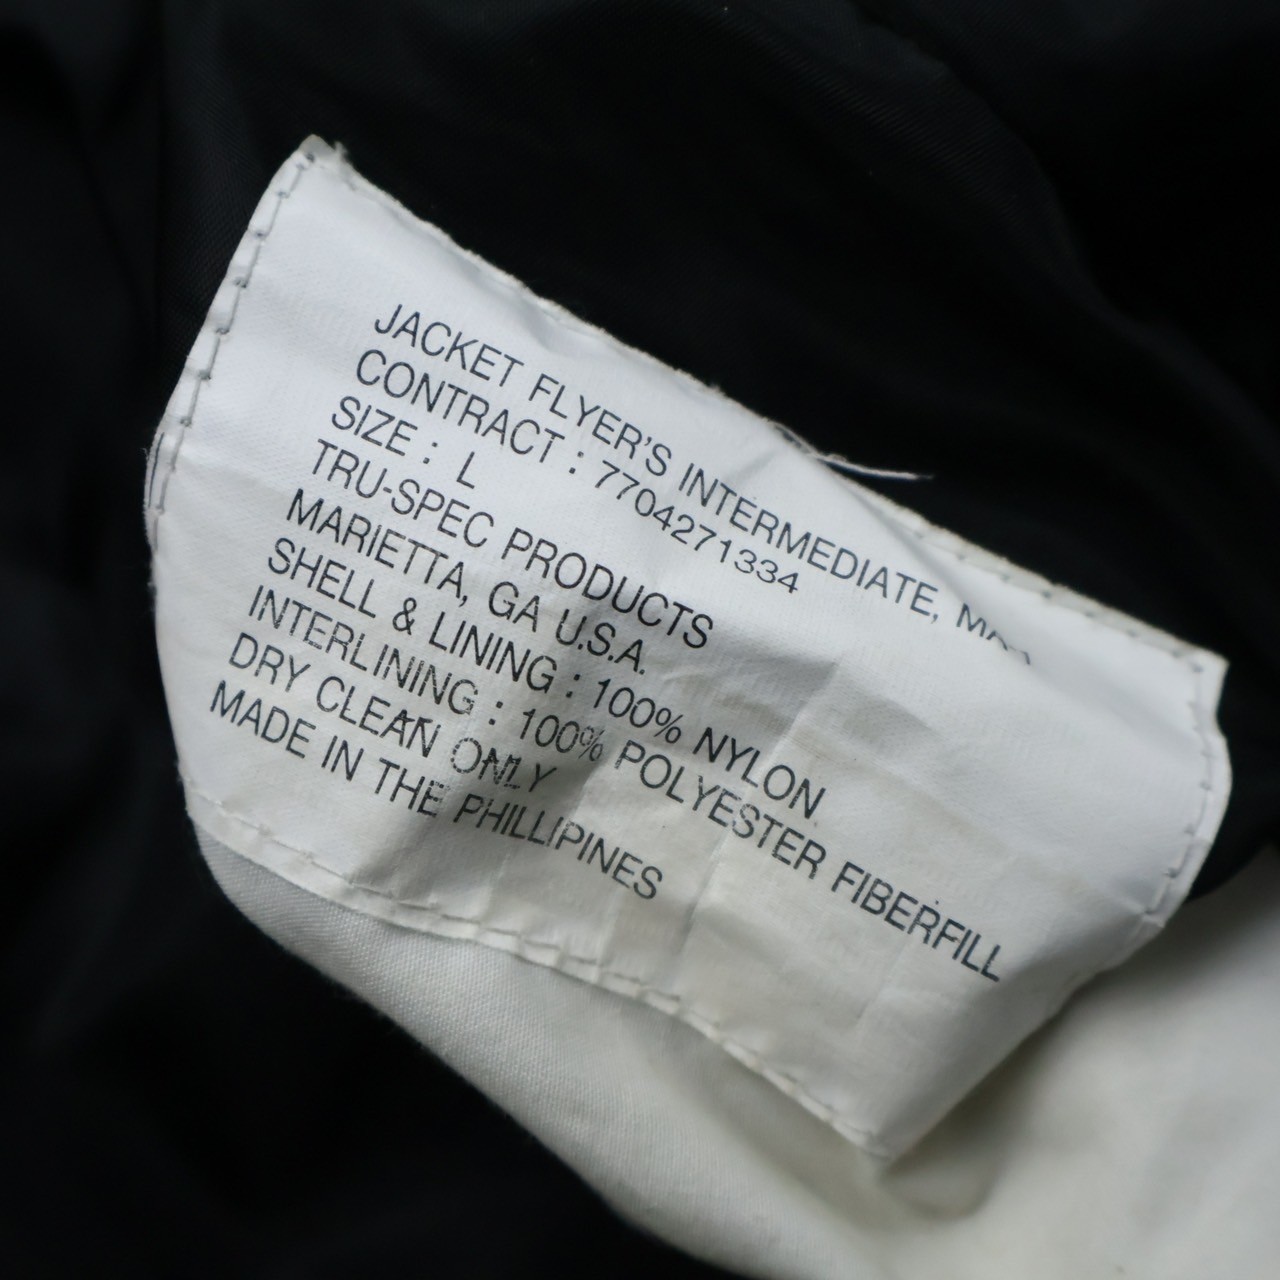 JACKET FLYER'S INTERMEDIATE,
CONTRACT : 7704271334
SIZE : L
TRU-SPEC PRODUCTS
MARIETTA, GA U.S.A.
SHELL & LINING : 100% NYLON
INTERLINING : 100% POLYESTER FIBERFILL
DRY CLEAN ONLY
MADE IN THE PHILLIPINES